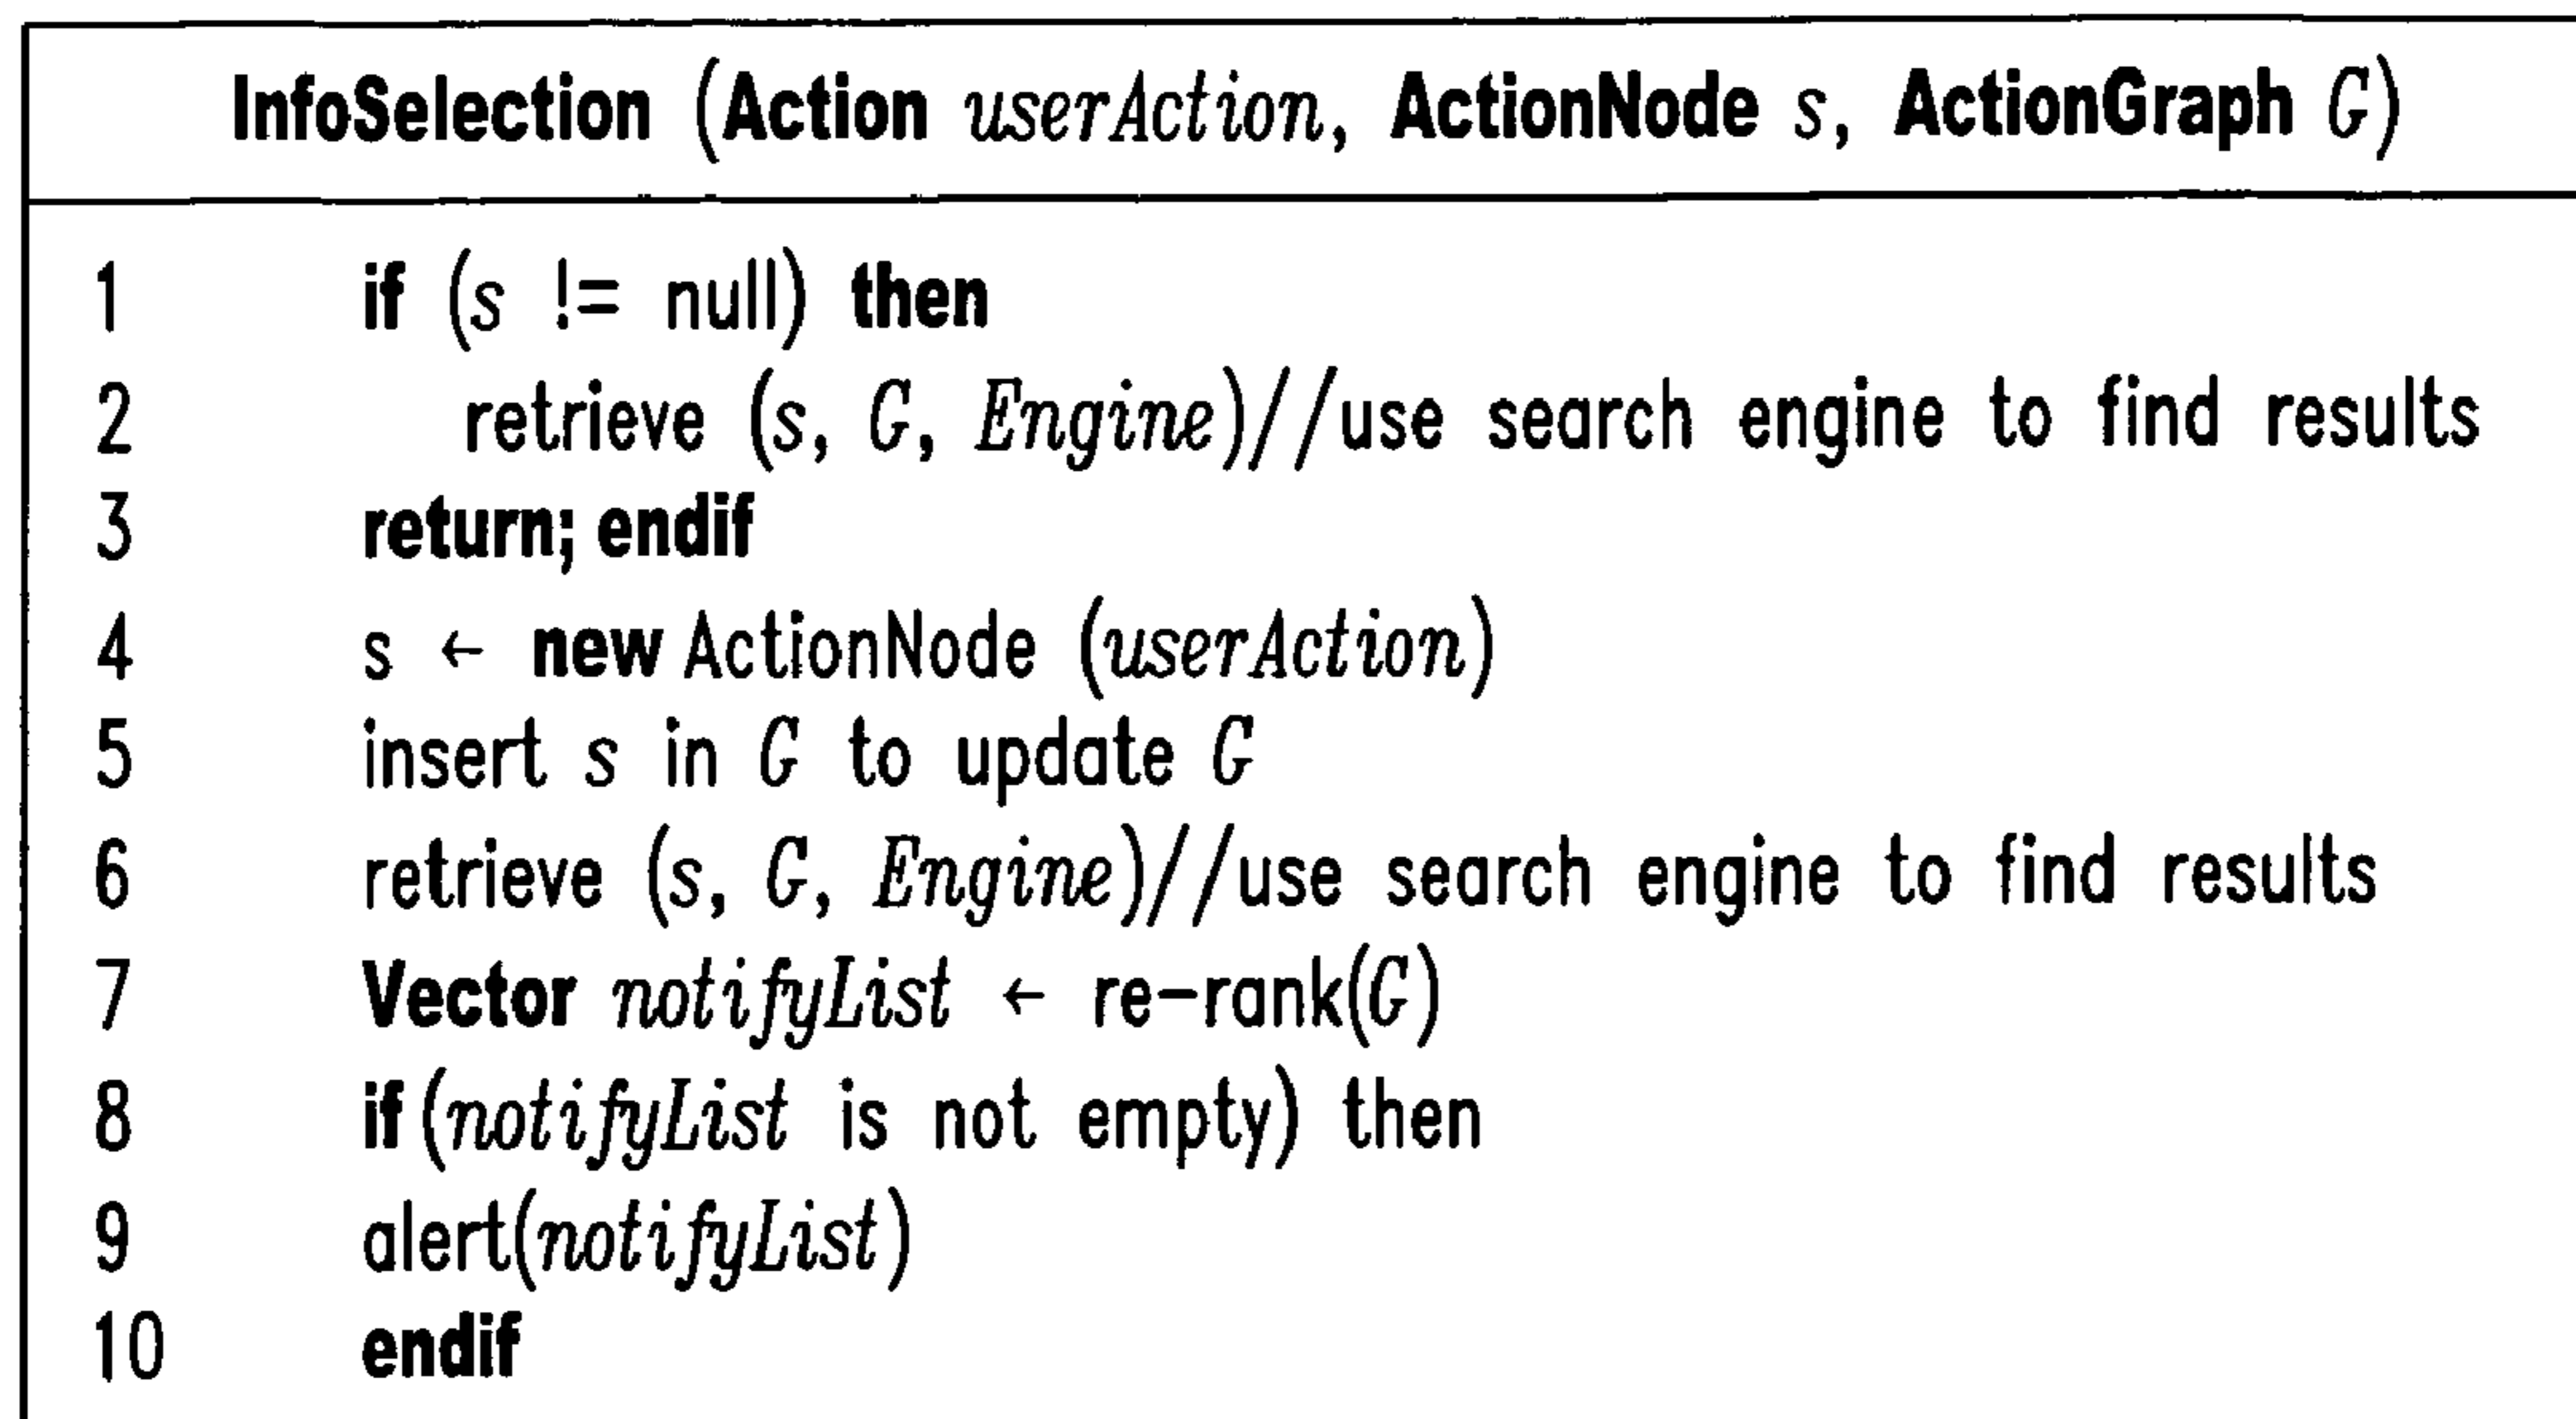 InfoSelection (Action userAction, ActionNode s, ActionGraph G)
1 if (s != null) then
2 retrieve (s, G, Engine)//use search engine to find results
3 return; endif
4 s ← new ActionNode (userAction)
5 insert s in G to update G
6 retrieve (s, G, Engine)//use search engine to find results
7 Vector notifyList ← re-rank(G)
8 if (notifyList is not empty) then
9 alert(notifyList)
10 endif